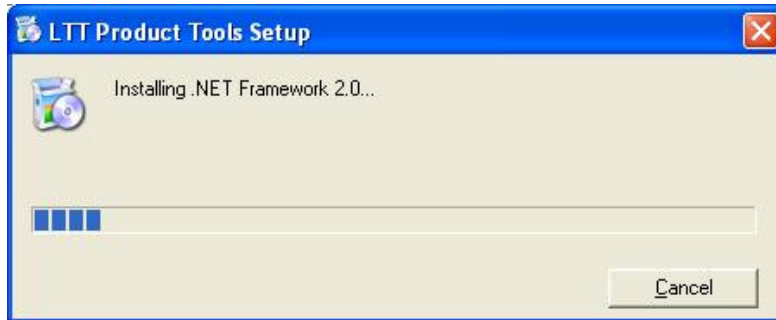 LTT Product Tools Setup
Installing .NET Framework 2.0...
Cancel